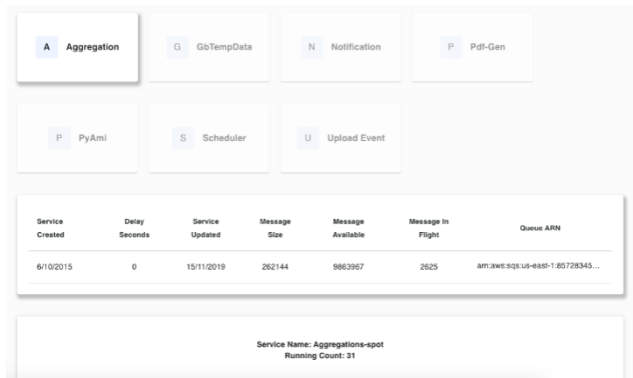 A Aggregation G GbTempData N Notification P Pdf-Gen
P PyAmi S Scheduler U Upload Event
Service Delay Service Message Message Message In Queue ARN
Created Seconds Updated Size Available Flight
6/10/2015 0 15/11/2019 262144 9863967 2625 arn:aws:sqs:us-east-1:85728345...
Service Name: Aggregations-spot
Running Count: 31